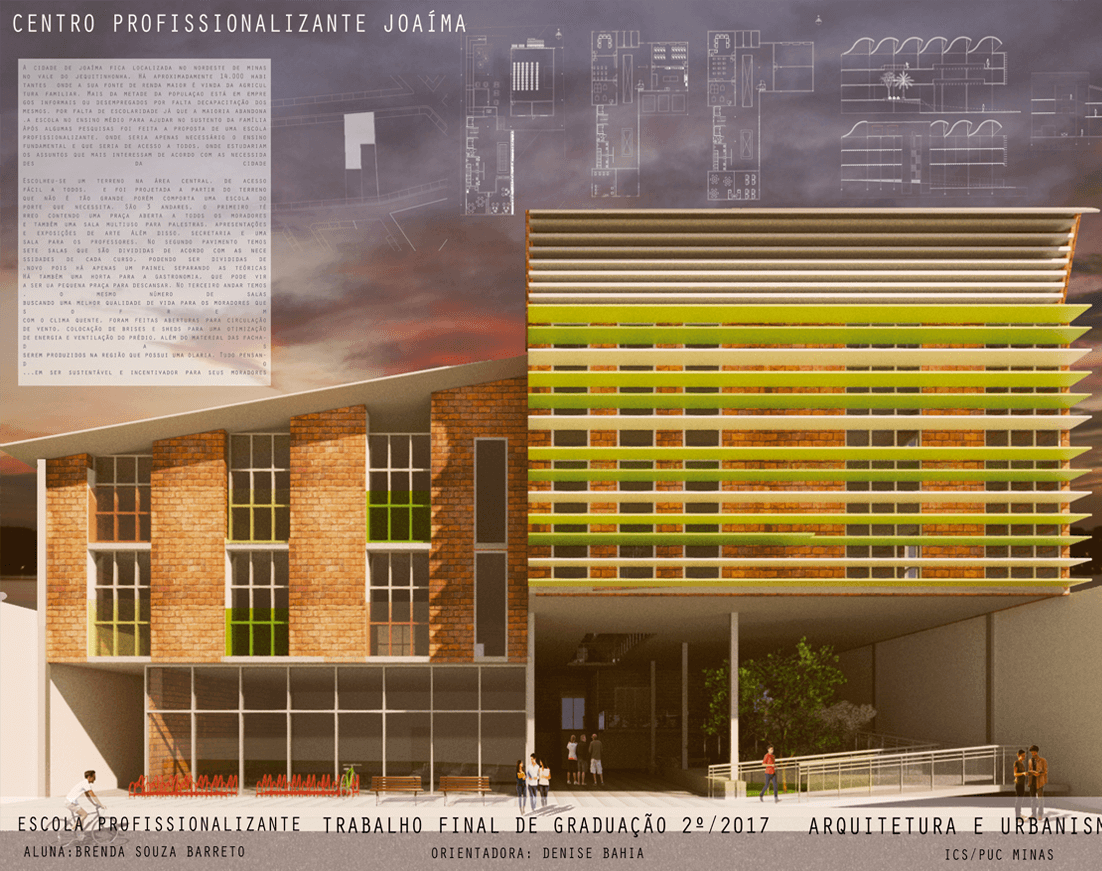 CENTRO PROFISSIONALIZANTE JOAÍMA
A CIDADE DE JOAÍMA FICA LOCALIZADA NO NORDESTE DE MINAS
NO VALE DO JEQUITINHONHA. HÁ APROXIMADAMENTE 14.000 HABI
TANTES ONDE A SUA FONTE DE RENDA MAIOR É VINDA DA AGRICUL
TURA FAMILIAR. MAIS DA METADE DA POPULAÇAO ESTÁ EM EMPRE
GOS INFORMAIS OU DESEMPREGADOS POR FALTA DECAPACITAÇÃO DOS
MESMOS, POR FALTA DE ESCOLARIDADE JÁ QUE A MAIORIA ABANDONA
A ESCOLA NO ENSINO MÉDIO PARA AJUDAR NO SUSTENTO DA FAMÍLIA
APÓS ALGUMAS PESQUISAS FOI FEITA A PROPOSTA DE UMA ESCOLA
PROFISSIONALIZANTE, ONDE SERIA APENAS NECESSÁRIO O ENSINO
FUNDAMENTAL E QUE SERIA DE ACESSO A TODOS, ONDE ESTUDARIAM
OS ASSUNTOS QUE MAIS INTERESSAM DE ACORDO COM AS NECESSIDA
DES DA CIDADE
ESCOLHEU-SE UM TERRENO NA ÁREA CENTRAL, DE ACESSO
FÁCIL A TODOS, E FOI PROJETADA A PARTIR DO TERRENO
QUE NÃO É TÃO GRANDE PORÉM COMPORTA UMA ESCOLA DO
PORTE QUE NECESSITA. SÃO 3 ANDARES, O PRIMEIRO TÉ
RREO CONTENDO UMA PRAÇA ABERTA A TODOS OS MORADORES
E TAMBÉM UMA SALA MULTIUSO PARA PALESTRAS, APRESENTAÇÕES
E EXPOSIÇÕES DE ARTE ALÉM DISSO, SECRETARIA E UMA
SALA PARA OS PROFESSORES. NO SEGUNDO PAVIMENTO TEMOS
SETE SALAS QUE SÃO DIVIDIDAS DE ACORDO COM AS NECE
SSIDADES DE CADA CURSO, PODENDO SER DIVIDIDAS DE
.NOVO POIS HÁ APENAS UM PAINEL SEPARANDO AS TEÓRICAS
HÁ TAMBÉM UMA HORTA PARA A GASTRONOMIA, QUE PODE VIR
A SER UA PEQUENA PRAÇA PARA DESCANSAR. NO TERCEIRO ANDAR TEMOS
. O MESMO NÚMERO DE SALAS
BUSCANDO UMA MELHOR QUALIDADE DE VIDA PARA OS MORADORES QUE
S O F R E M
COM O CLIMA QUENTE, FORAM FEITAS ABERTURAS PARA CIRCULAÇÃO
DE VENTO, COLOCAÇÃO DE BRISES E SHEDS PARA UMA OTIMIZAÇÃO
DE ENERGIA E VENTILAÇÃO DO PRÉDIO, ALÉM DO MATERIAL DAS FACHA-
D A S
SEREM PRODUZIDOS NA REGIÃO QUE POSSUI UMA OLARIA. TUDO PENSAN-
D O
...EM SER SUSTENTÁVEL E INCENTIVADOR PARA SEUS MORADORES
ESCOLA PROFISSIONALIZANTE TRABALHO FINAL DE GRADUAÇÃO 2º/2017 ARQUITETURA E URBANISM
ALUNA:BRENDA SOUZA BARRETO ORIENTADORA: DENISE BAHIA ICS/PUC MINAS